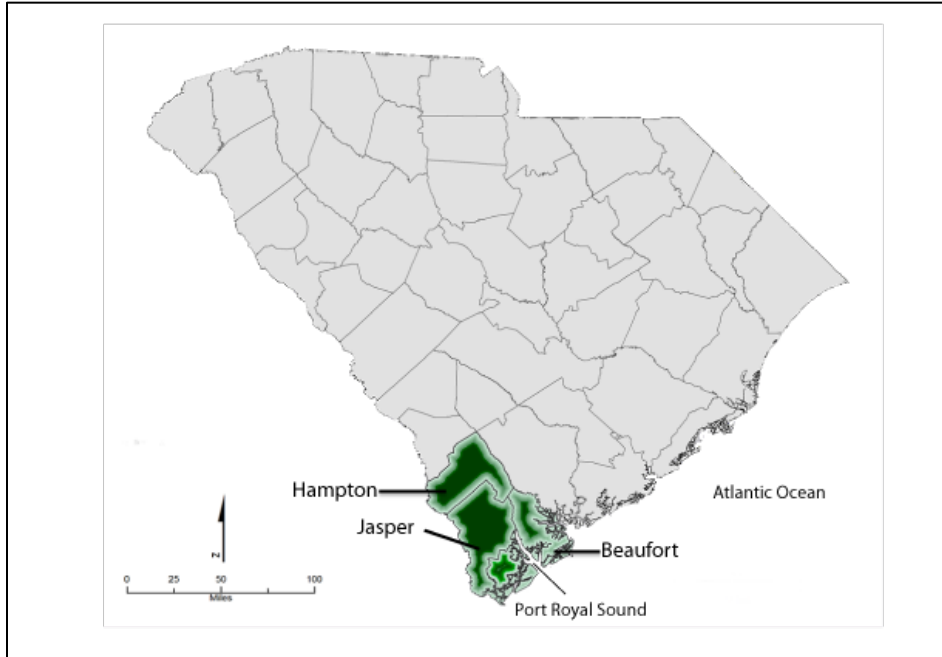 Hampton
Atlantic Ocean
Jasper
Beaufort
N
0 25 50 100
Miles
Port Royal Sound